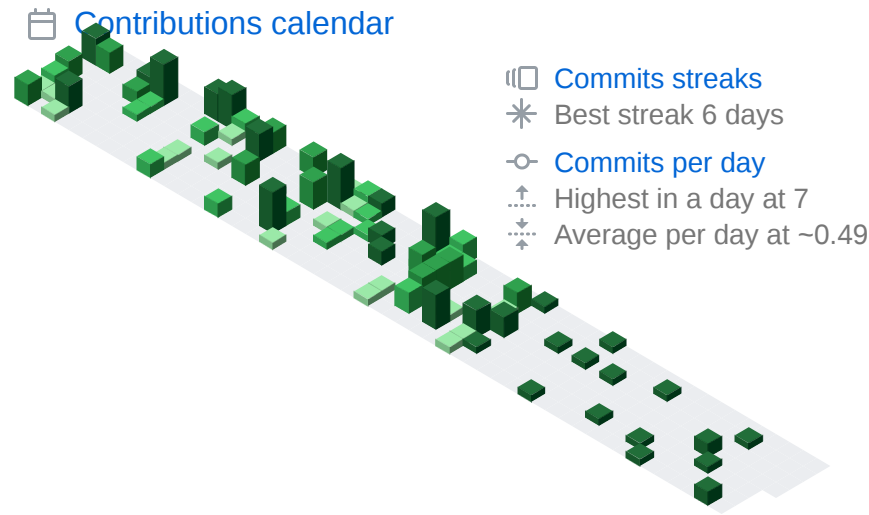 Contributions calendar
Commits streaks
Best streak 6 days
Commits per day
Highest in a day at 7
Average per day at ~0.49